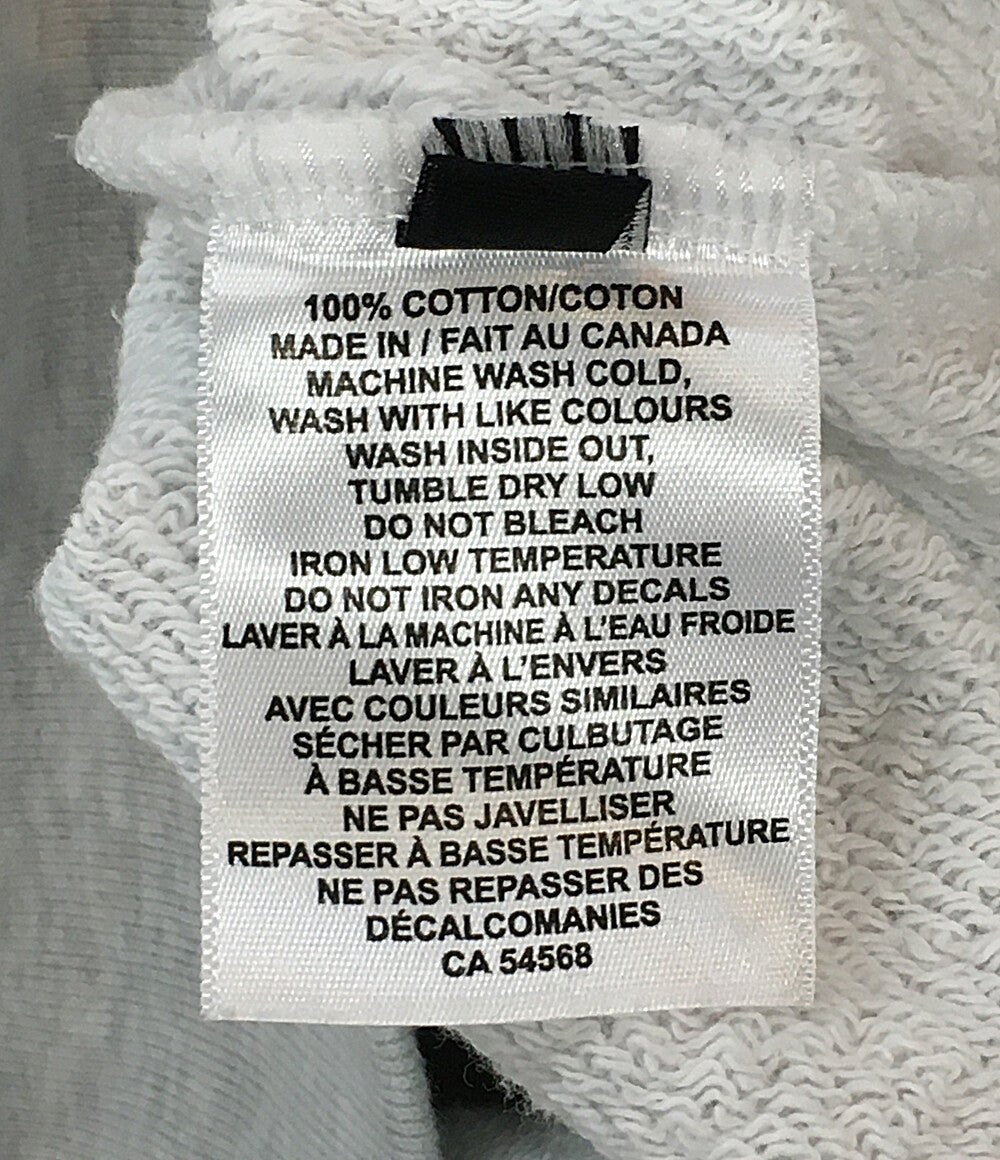 100% COTTON/COTON
MADE IN / FAIT AU CANADA
MACHINE WASH COLD,
WASH WITH LIKE COLOURS
WASH INSIDE OUT,
TUMBLE DRY LOW
DO NOT BLEACH
IRON LOW TEMPERATURE
DO NOT IRON ANY DECALS
LAVER À LA MACHINE À L'EAU FROIDE
LAVER À L'ENVERS
AVEC COULEURS SIMILAIRES
SÉCHER PAR CULBUTAGE
À BASSE TEMPÉRATURE
NE PAS JAVELLISER
REPASSER À BASSE TEMPÉRATURE
NE PAS REPASSER DES
DÉCALCOMANIES
CA 54568